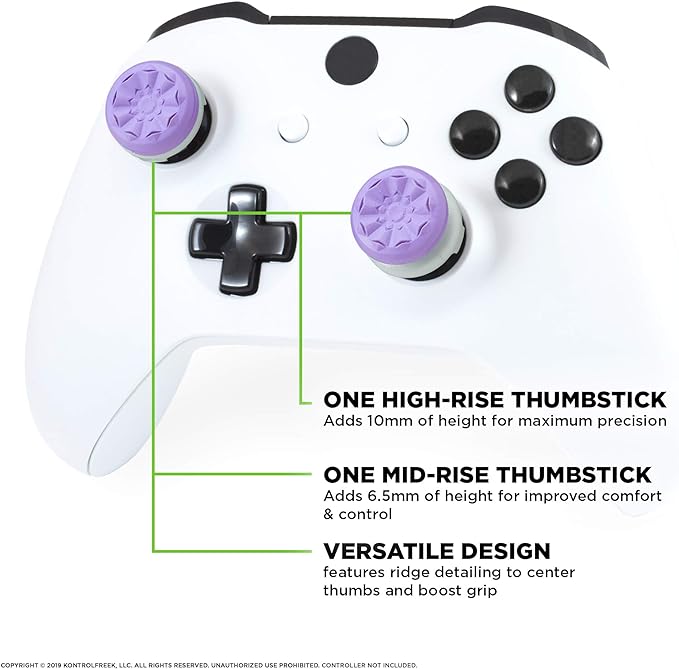 ONE HIGH-RISE THUMBSTICK
Adds 10mm of height for maximum precision
ONE MID-RISE THUMBSTICK
Adds 6.5mm of height for improved comfort
& control
VERSATILE DESIGN
features ridge detailing to center
thumbs and boost grip
COPYRIGHT © 2019 KONTROLFREEK, LLC. ALL RIGHTS RESERVED. UNAUTHORIZED USE PROHIBITED. CONTROLLER NOT INCLUDED.